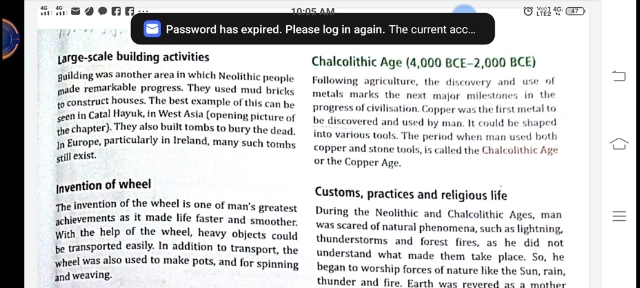 4G 4G
10:05 AM
Vo)) 4G
LTE2
47
Password has expired. Please log in again. The current acc...
Large-scale building activities
Building was another area in which Neolithic people
made remarkable progress. They used mud bricks
to construct houses. The best example of this can be
seen in Catal Hayuk, in West Asia (opening picture of
the chapter). They also built tombs to bury the dead.
In Europe, particularly in Ireland, many such tombs
still exist.
Invention of wheel
The invention of the wheel is one of man's greatest
achievements as it made life faster and smoother.
With the help of the wheel, heavy objects could
be transported easily. In addition to transport, the
wheel was also used to make pots, and for spinning
and weaving.
Chalcolithic Age (4,000 BCE–2,000 BCE)
Following agriculture, the discovery and use of
metals marks the next major milestones in the
progress of civilisation. Copper was the first metal to
be discovered and used by man. It could be shaped
into various tools. The period when man used both
copper and stone tools, is called the Chalcolithic Age
or the Copper Age.
Customs, practices and religious life
During the Neolithic and Chalcolithic Ages, man
was scared of natural phenomena, such as lightning,
thunderstorms and forest fires, as he did not
understand what made them take place. So, he
began to worship forces of nature like the Sun, rain,
thunder and fire. Earth was revered as a mother